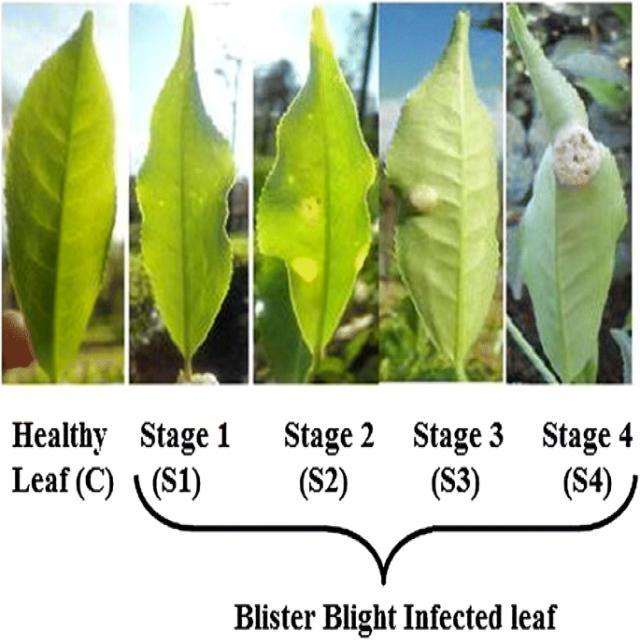 Healthy Stage 1 Stage 2 Stage 3 Stage 4
Leaf (C) (S1) (S2) (S3) (S4)
Blister Blight Infected leaf